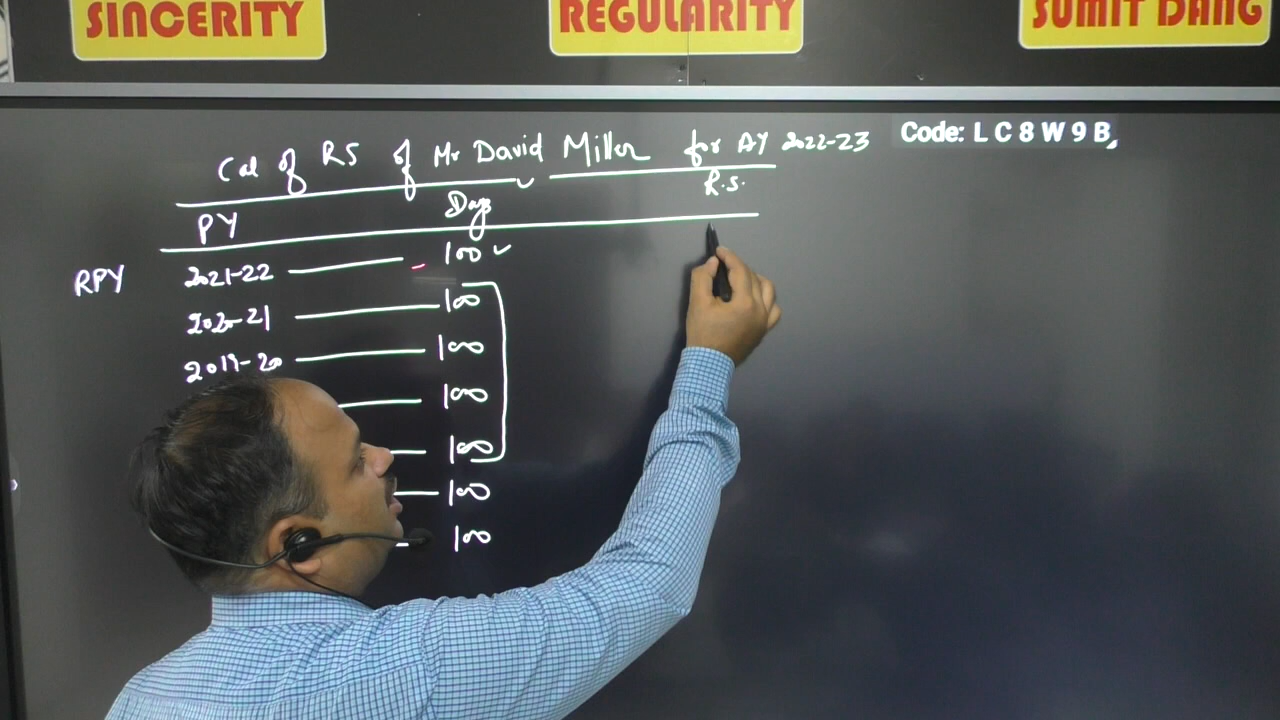 SINCERITY
REGULARITY
SUMIT DANG
Cal of RS of Mr David Miller for AY 2022-23
Code: L C 8 W 9 B,
PY Days R.S.
RPY 2021-22 — 100 ✓
2020-21 — 100
2019-20 — 100
— 100
— 100
— 100
— 100